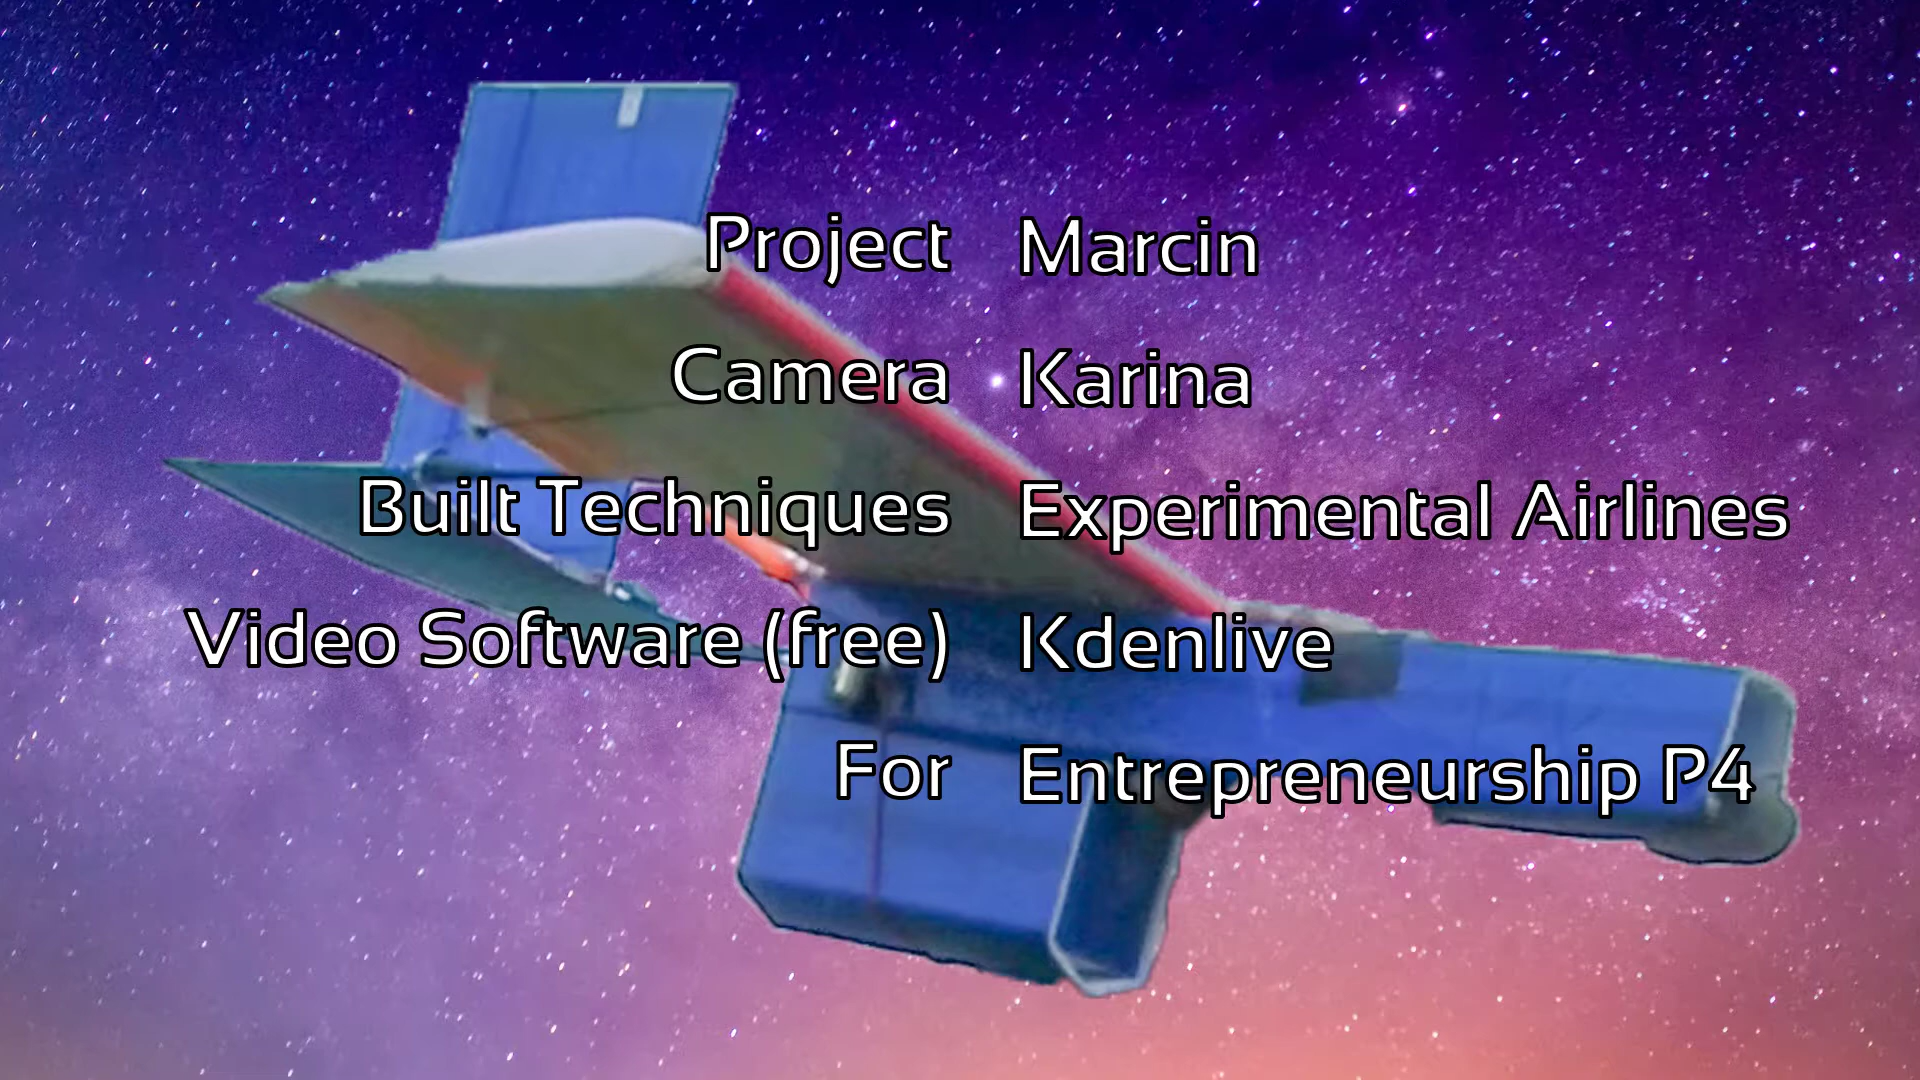 Project Marcin
Camera Karina
Built Techniques Experimental Airlines
Video Software (free) Kdenlive
For Entrepreneurship P4